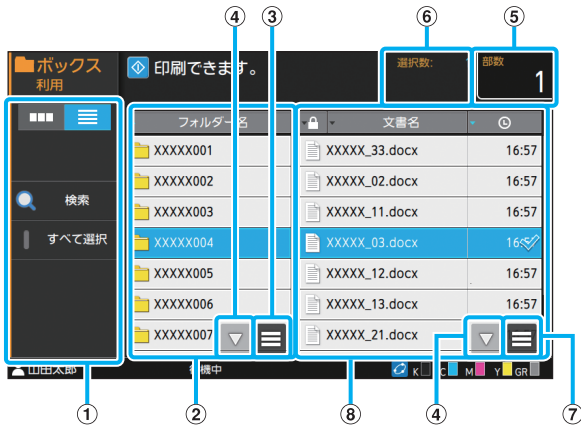 ④ ③ ⑥ ⑤
ボックス
利用
印刷できます。
選択数:
部数
1
フォルダー名
文書名
XXXXX001
XXXXX002
XXXXX003
XXXXX004
XXXXX005
XXXXX006
XXXXX007
XXXXX_33.docx 16:57
XXXXX_02.docx 16:57
XXXXX_11.docx 16:57
XXXXX_03.docx 16:57
XXXXX_12.docx 16:57
XXXXX_13.docx 16:57
XXXXX_21.docx
検索
すべて選択
山田太郎
待機中
K C M Y GR
① ② ⑧ ④ ⑦